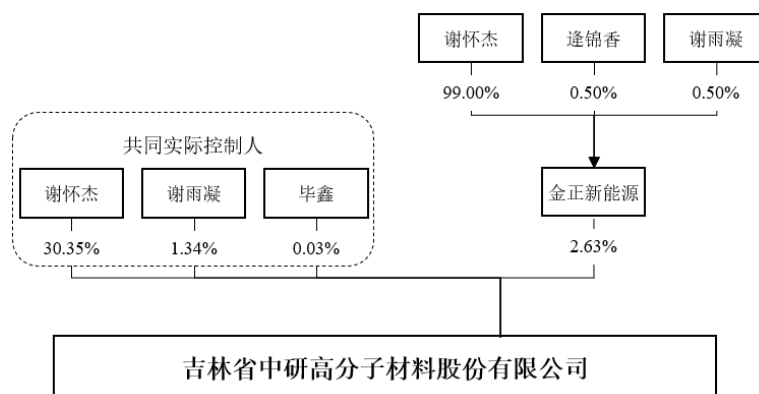 谢怀杰 逄锦香 谢雨凝
99.00% 0.50% 0.50%
共同实际控制人
谢怀杰 谢雨凝 毕鑫 金正新能源
30.35% 1.34% 0.03% 2.63%
吉林省中研高分子材料股份有限公司